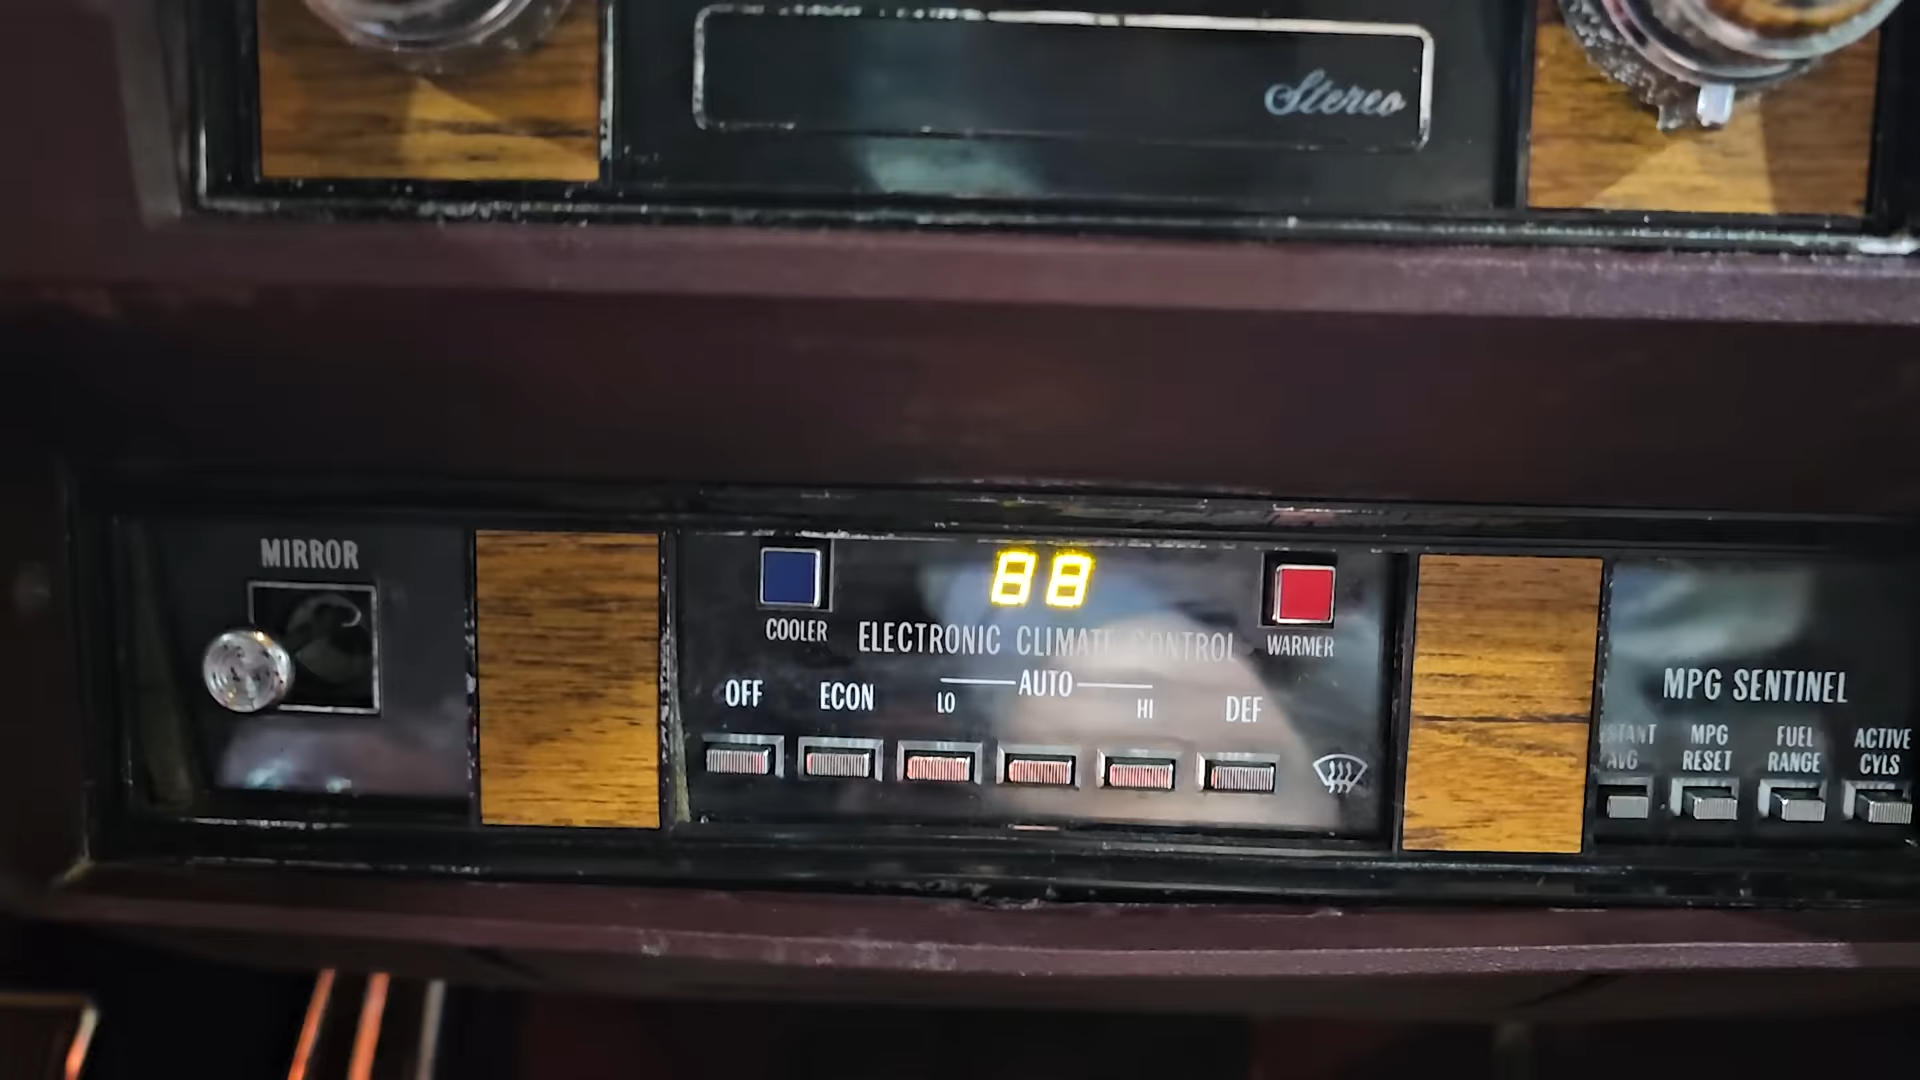 Stereo
MIRROR
88
COOLER
ELECTRONIC CLIMATE CONTROL
WARMER
OFF
ECON
LO
AUTO
HI
DEF
MPG SENTINEL
AVG
MPG
RESET
FUEL
RANGE
ACTIVE
CYLS